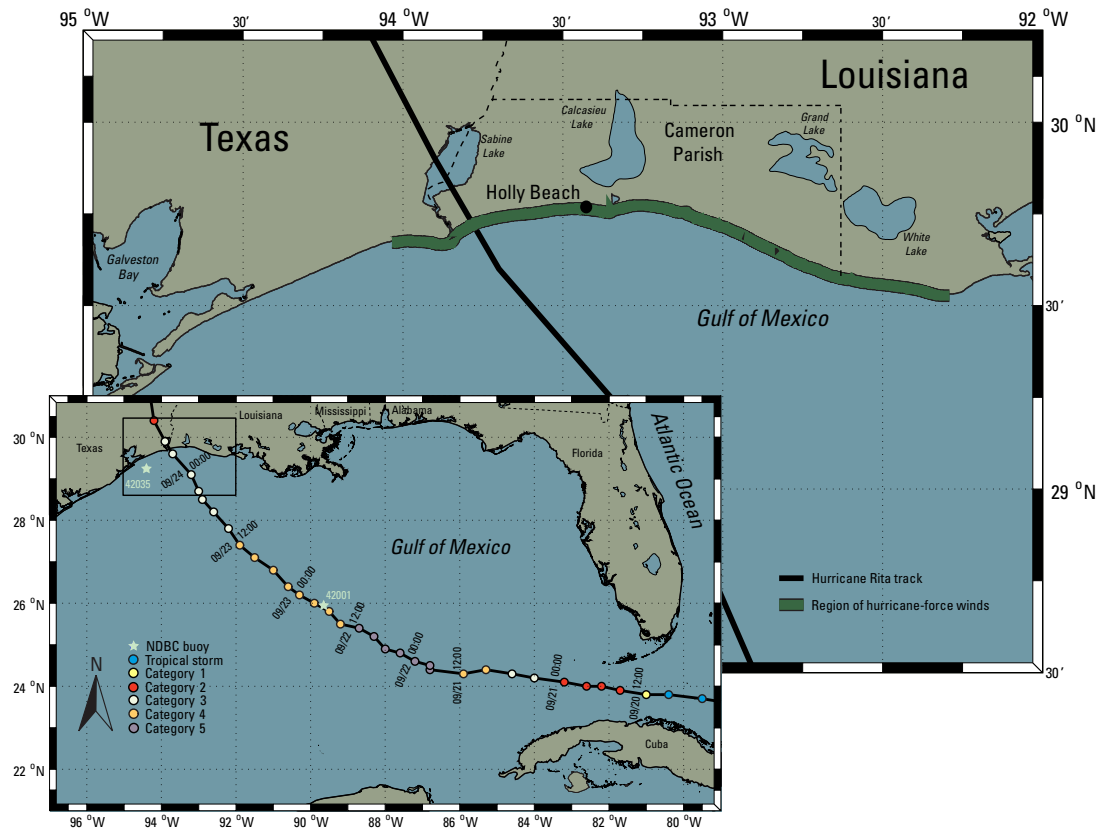 95 °W
30′
94 °W
30′
93 °W
30′
92 °W
Louisiana
Texas
Calcasieu
Lake
Cameron
Parish
Grand
Lake
Sabine
Lake
30 °N
Holly Beach
White
Lake
Galveston
Bay
30′
Gulf of Mexico
29 °N
Hurricane Rita track
Region of hurricane-force winds
30′
Louisiana
Mississippi
Alabama
Texas
Florida
Atlantic Ocean
30 °N
28 °N
26 °N
24 °N
22 °N
42035
09/24
00:00
09/23
12:00
Gulf of Mexico
09/23
00:00
42001
09/22
12:00
09/22
00:00
09/21
12:00
09/21
00:00
09/20
12:00
Cuba
N
NDBC buoy
Tropical storm
Category 1
Category 2
Category 3
Category 4
Category 5
96 °W
94 °W
92 °W
90 °W
88 °W
86 °W
84 °W
82 °W
80 °W